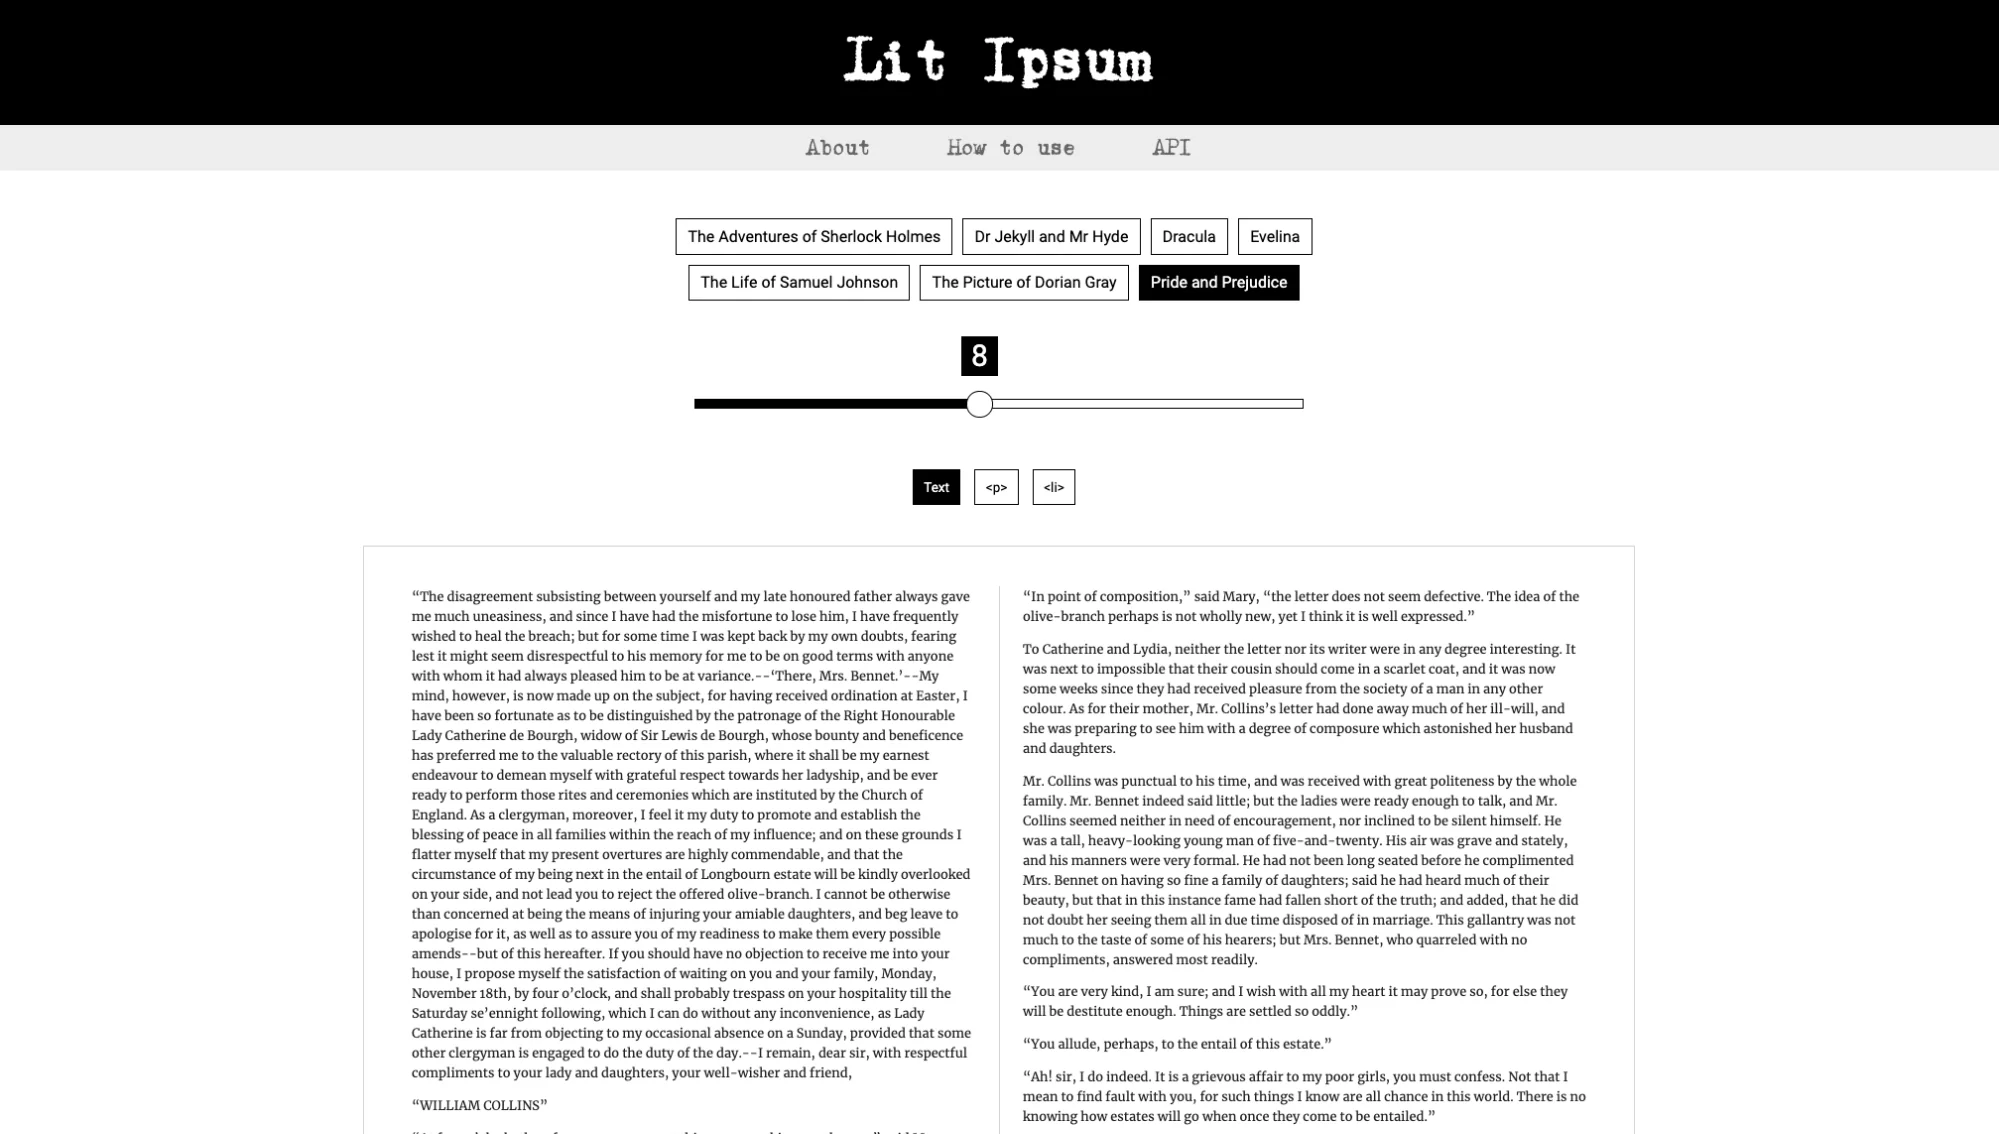 Lit Ipsum
About How to use API
The Adventures of Sherlock Holmes Dr Jekyll and Mr Hyde Dracula Evelina
The Life of Samuel Johnson The Picture of Dorian Gray Pride and Prejudice
8
Text <p> <li>
“The disagreement subsisting between yourself and my late honoured father always gave
me much uneasiness, and since I have had the misfortune to lose him, I have frequently
wished to heal the breach; but for some time I was kept back by my own doubts, fearing
lest it might seem disrespectful to his memory for me to be on good terms with anyone
with whom it had always pleased him to be at variance.--‘There, Mrs. Bennet.’--My
mind, however, is now made up on the subject, for having received ordination at Easter, I
have been so fortunate as to be distinguished by the patronage of the Right Honourable
Lady Catherine de Bourgh, widow of Sir Lewis de Bourgh, whose bounty and beneficence
has preferred me to the valuable rectory of this parish, where it shall be my earnest
endeavour to demean myself with grateful respect towards her ladyship, and be ever
ready to perform those rites and ceremonies which are instituted by the Church of
England. As a clergyman, moreover, I feel it my duty to promote and establish the
blessing of peace in all families within the reach of my influence; and on these grounds I
flatter myself that my present overtures are highly commendable, and that the
circumstance of my being next in the entail of Longbourn estate will be kindly overlooked
on your side, and not lead you to reject the offered olive-branch. I cannot be otherwise
than concerned at being the means of injuring your amiable daughters, and beg leave to
apologise for it, as well as to assure you of my readiness to make them every possible
amends--but of this hereafter. If you should have no objection to receive me into your
house, I propose myself the satisfaction of waiting on you and your family, Monday,
November 18th, by four o’clock, and shall probably trespass on your hospitality till the
Saturday se’ennight following, which I can do without any inconvenience, as Lady
Catherine is far from objecting to my occasional absence on a Sunday, provided that some
other clergyman is engaged to do the duty of the day.--I remain, dear sir, with respectful
compliments to your lady and daughters, your well-wisher and friend,
“WILLIAM COLLINS”
“In point of composition,” said Mary, “the letter does not seem defective. The idea of the
olive-branch perhaps is not wholly new, yet I think it is well expressed.”
To Catherine and Lydia, neither the letter nor its writer were in any degree interesting. It
was next to impossible that their cousin should come in a scarlet coat, and it was now
some weeks since they had received pleasure from the society of a man in any other
colour. As for their mother, Mr. Collins’s letter had done away much of her ill-will, and
she was preparing to see him with a degree of composure which astonished her husband
and daughters.
Mr. Collins was punctual to his time, and was received with great politeness by the whole
family. Mr. Bennet indeed said little; but the ladies were ready enough to talk, and Mr.
Collins seemed neither in need of encouragement, nor inclined to be silent himself. He
was a tall, heavy-looking young man of five-and-twenty. His air was grave and stately,
and his manners were very formal. He had not been long seated before he complimented
Mrs. Bennet on having so fine a family of daughters; said he had heard much of their
beauty, but that in this instance fame had fallen short of the truth; and added, that he did
not doubt her seeing them all in due time disposed of in marriage. This gallantry was not
much to the taste of some of his hearers; but Mrs. Bennet, who quarreled with no
compliments, answered most readily.
“You are very kind, I am sure; and I wish with all my heart it may prove so, for else they
will be destitute enough. Things are settled so oddly.”
“You allude, perhaps, to the entail of this estate.”
“Ah! sir, I do indeed. It is a grievous affair to my poor girls, you must confess. Not that I
mean to find fault with you, for such things I know are all chance in this world. There is no
knowing how estates will go when once they come to be entailed.”